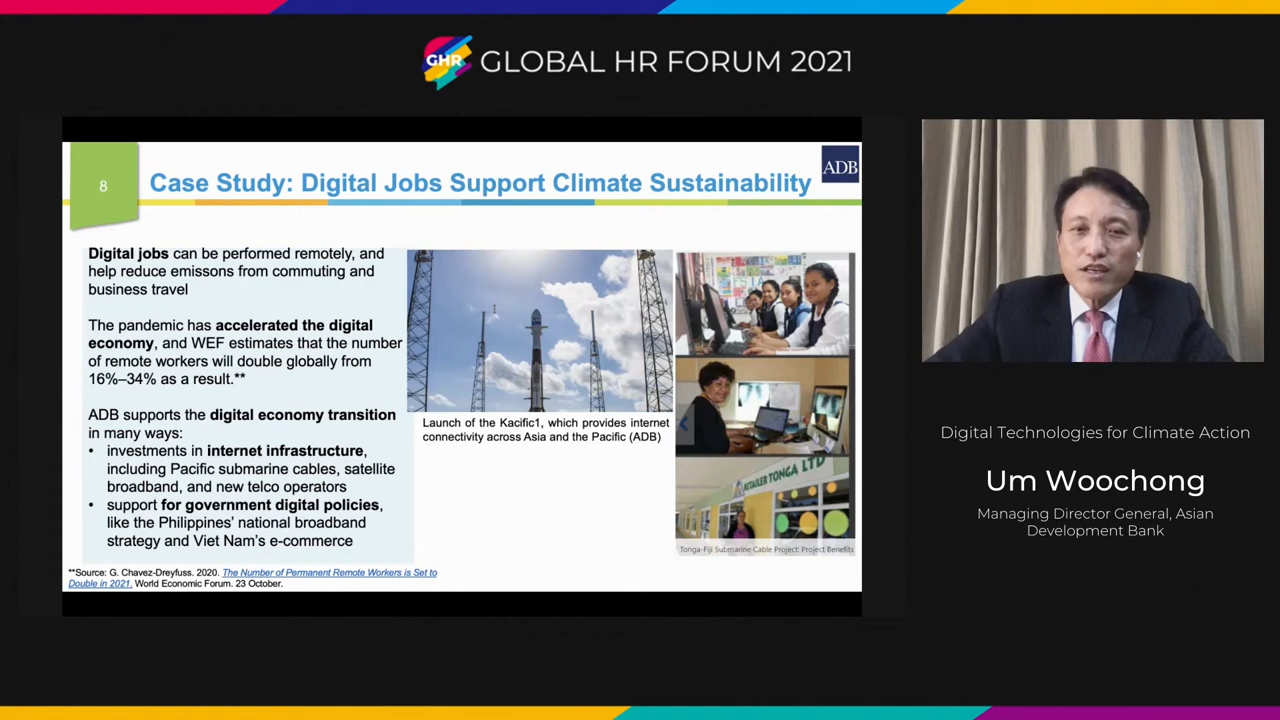 GHR GLOBAL HR FORUM 2021
8
Case Study: Digital Jobs Support Climate Sustainability
ADB
Digital jobs can be performed remotely, and
help reduce emissons from commuting and
business travel
The pandemic has accelerated the digital
economy, and WEF estimates that the number
of remote workers will double globally from
16%–34% as a result.**
ADB supports the digital economy transition
in many ways:
• investments in internet infrastructure,
including Pacific submarine cables, satellite
broadband, and new telco operators
• support for government digital policies,
like the Philippines' national broadband
strategy and Viet Nam's e-commerce
**Source: G. Chavez-Dreyfuss. 2020. The Number of Permanent Remote Workers is Set to
Double in 2021. World Economic Forum. 23 October.
Launch of the Kacific1, which provides internet
connectivity across Asia and the Pacific (ADB)
RETAILER TONGA LTD
Tonga-Fiji Submarine Cable Project: Project Benefits
Digital Technologies for Climate Action
Um Woochong
Managing Director General, Asian
Development Bank